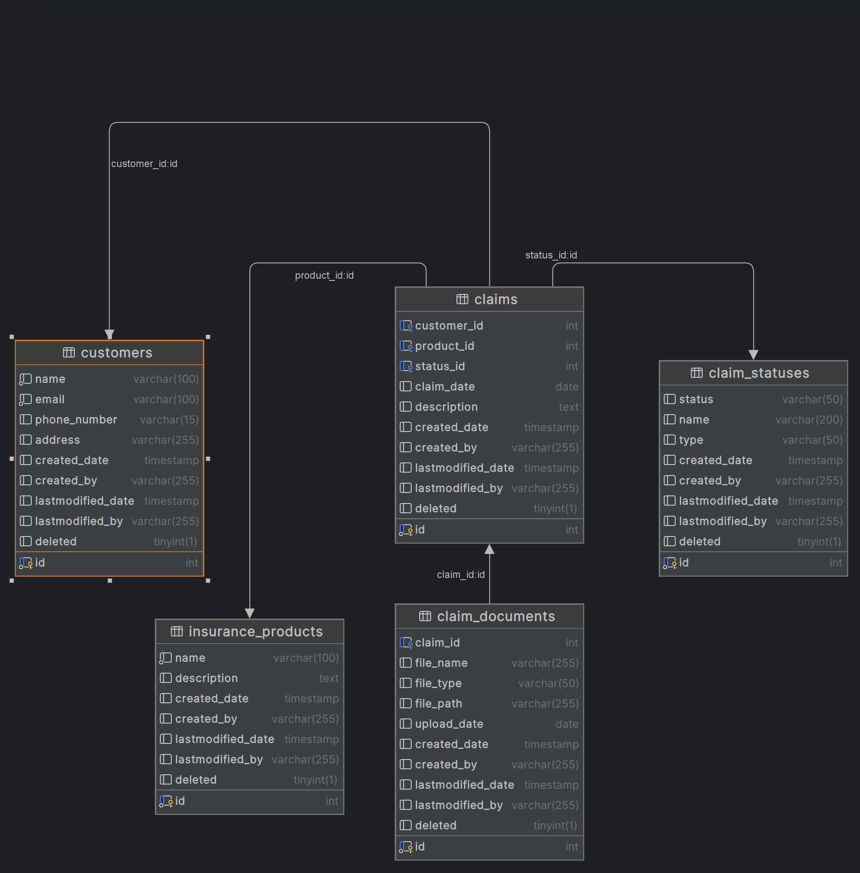 customer_id:id
status_id:id
product_id:id
claims
customer_id int
product_id int
status_id int
claim_date date
description text
created_date timestamp
created_by varchar(255)
lastmodified_date timestamp
lastmodified_by varchar(255)
deleted tinyint(1)
id int
customers
name varchar(100)
email varchar(100)
phone_number varchar(15)
address varchar(255)
created_date timestamp
created_by varchar(255)
lastmodified_date timestamp
lastmodified_by varchar(255)
deleted tinyint(1)
id int
claim_statuses
status varchar(50)
name varchar(200)
type varchar(50)
created_date timestamp
created_by varchar(255)
lastmodified_date timestamp
lastmodified_by varchar(255)
deleted tinyint(1)
id int
claim_id:id
insurance_products
name varchar(100)
description text
created_date timestamp
created_by varchar(255)
lastmodified_date timestamp
lastmodified_by varchar(255)
deleted tinyint(1)
id int
claim_documents
claim_id int
file_name varchar(255)
file_type varchar(50)
file_path varchar(255)
upload_date date
created_date timestamp
created_by varchar(255)
lastmodified_date timestamp
lastmodified_by varchar(255)
deleted tinyint(1)
id int